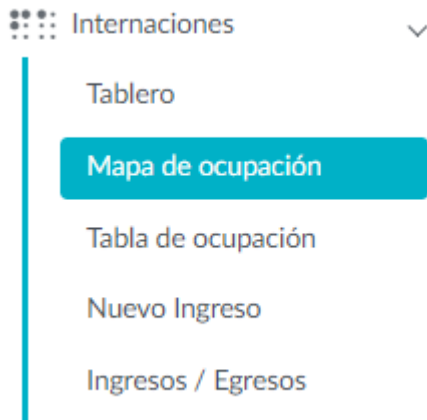 Internaciones
Tablero
Mapa de ocupación
Tabla de ocupación
Nuevo Ingreso
Ingresos / Egresos